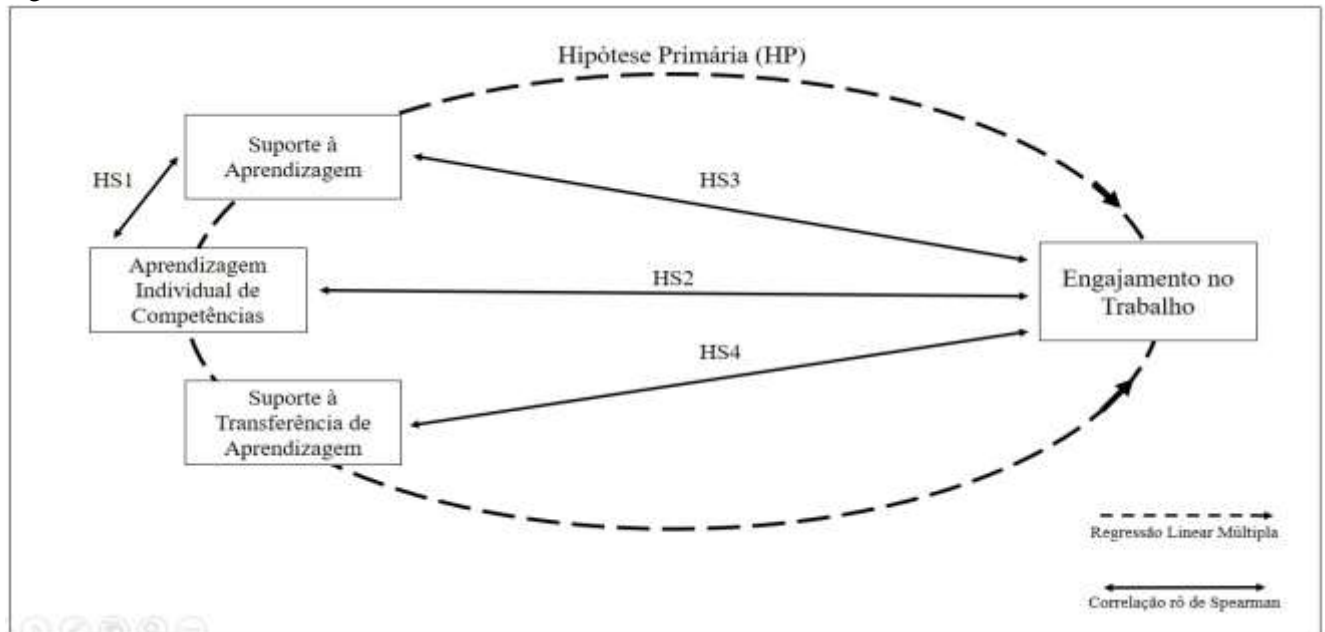 Hipótese Primária (HP)
Suporte à
Aprendizagem
HS1
HS3
Aprendizagem
Individual de
Competências
HS2
Engajamento no
Trabalho
HS4
Suporte à
Transferência de
Aprendizagem
Regressão Linear Múltipla
Correlação rô de Spearman